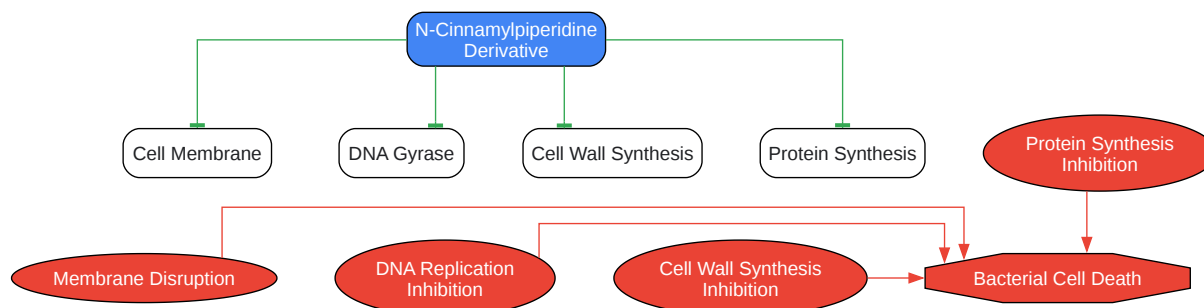 N-Cinnamylpiperidine
Derivative
Cell Membrane
DNA Gyrase
Cell Wall Synthesis
Protein Synthesis
Protein Synthesis
Inhibition
Membrane Disruption
DNA Replication
Inhibition
Cell Wall Synthesis
Inhibition
Bacterial Cell Death